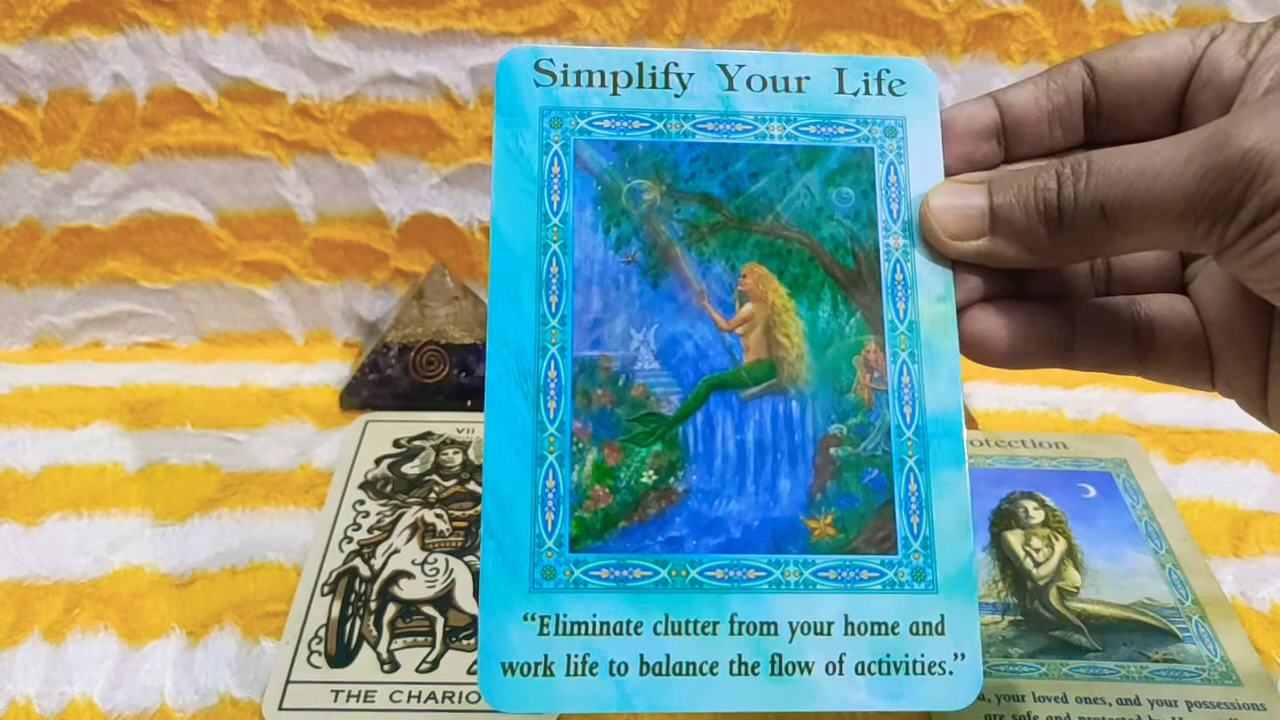 Simplify Your Life
"Eliminate clutter from your home and
work life to balance the flow of activities."
VII
THE CHARIO
otection
, your loved ones, and your possessions
are safe and protected by